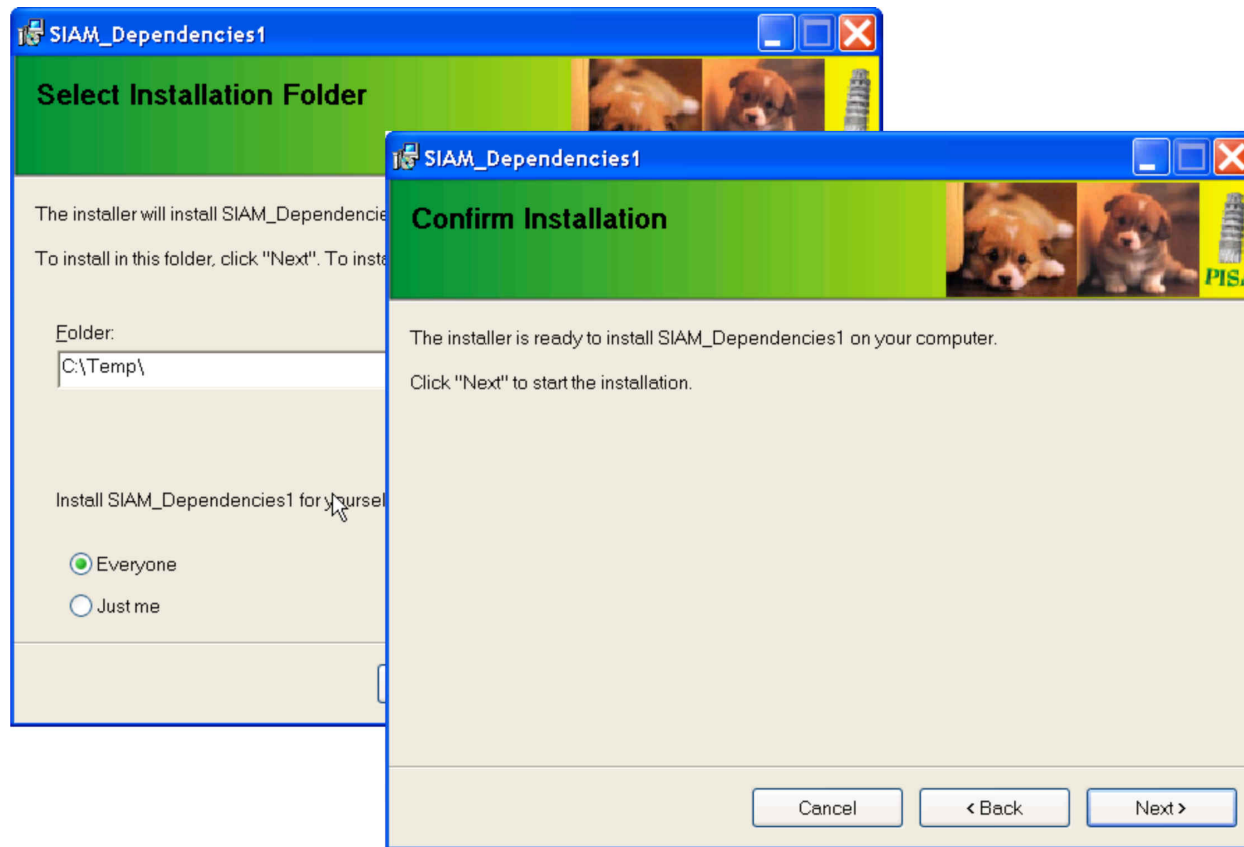 SIAM_Dependencies1
Select Installation Folder
The installer will install SIAM_Dependencie
To install in this folder, click "Next". To insta
Folder:
C:\Temp\
Install SIAM_Dependencies1 for yoursel
Everyone
Just me
SIAM_Dependencies1
Confirm Installation
PISA
The installer is ready to install SIAM_Dependencies1 on your computer.
Click "Next" to start the installation.
Cancel
< Back
Next >